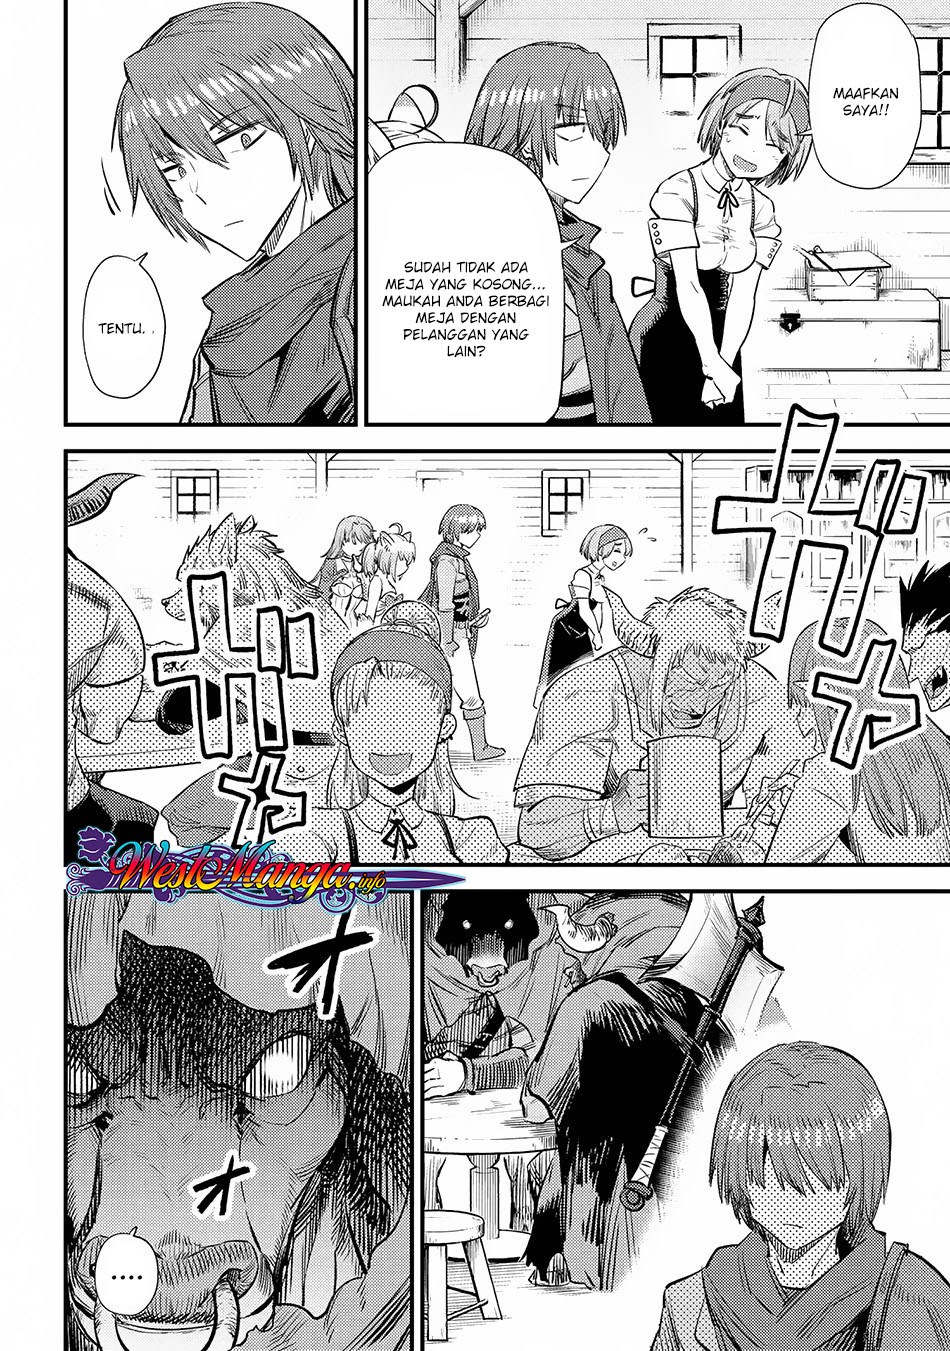 MAAFKAN
SAYA!!
SUDAH TIDAK ADA
MEJA YANG KOSONG...
MAUKAH ANDA BERBAGI
MEJA DENGAN
PELANGGAN YANG
LAIN?
TENTU. .
ガヤ
ガヤ
WestManga.info
オ
オ
....